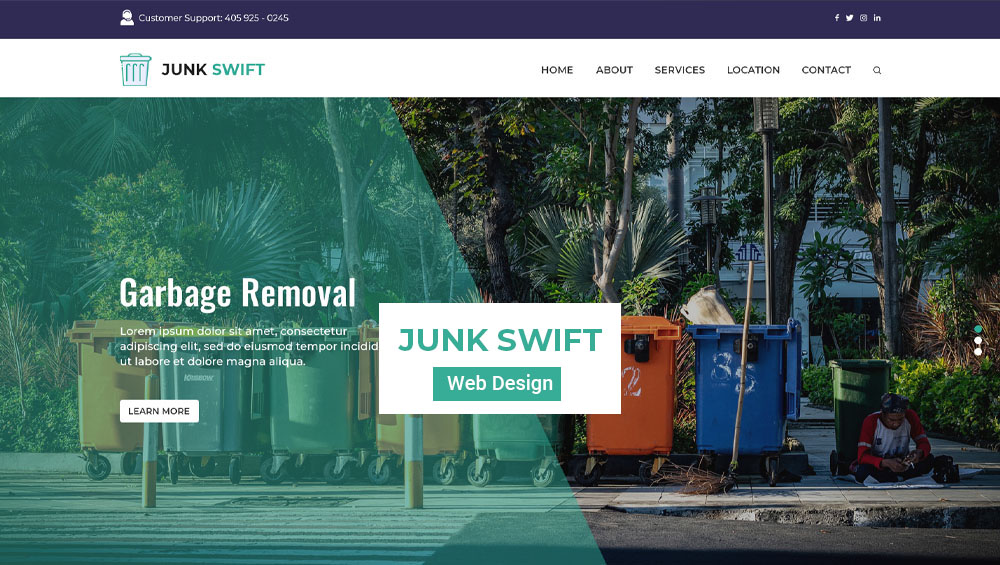 Customer Support: 405 925 - 0245
JUNK SWIFT
HOME ABOUT SERVICES LOCATION CONTACT
Garbage Removal
Lorem ipsum dolor sit amet, consectetur
adipiscing elit, sed do eiusmod tempor incidid
ut labore et dolore magna aliqua.
LEARN MORE
JUNK SWIFT
Web Design